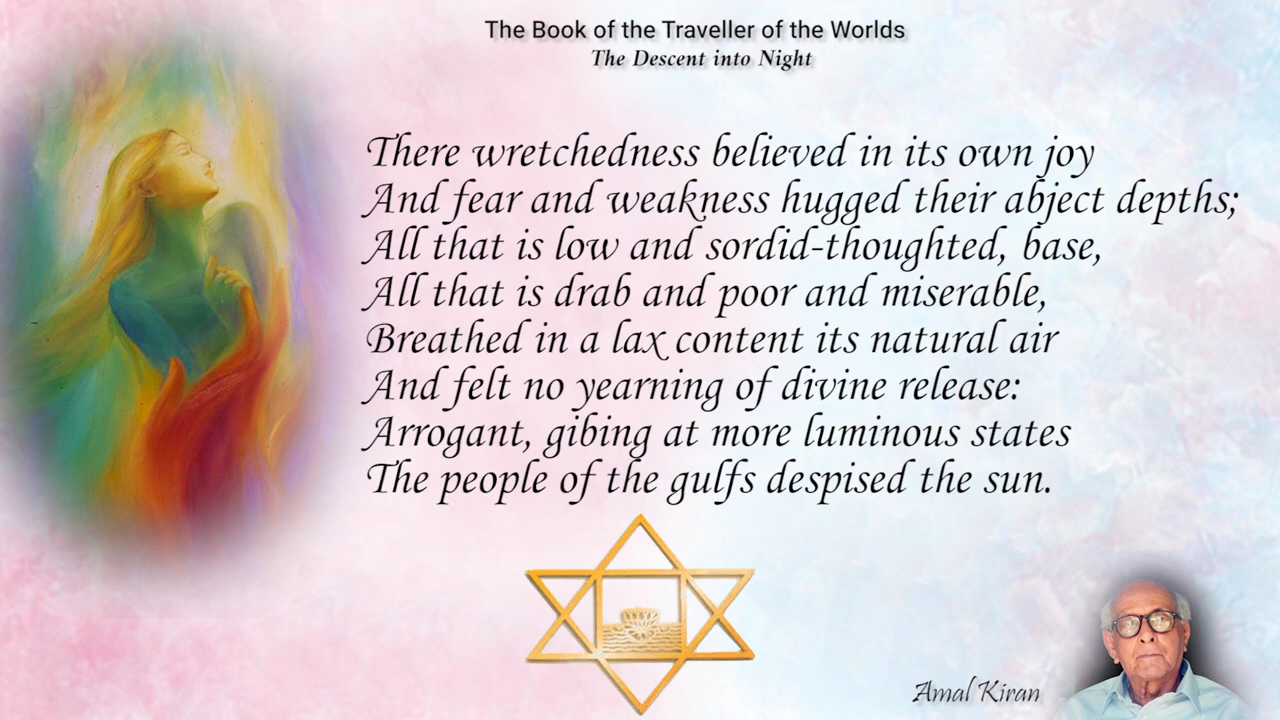 The Book of the Traveller of the Worlds
The Descent into Night
There wretchedness believed in its own joy
And fear and weakness hugged their abject depths;
All that is low and sordid-thoughted, base,
All that is drab and poor and miserable,
Breathed in a lax content its natural air
And felt no yearning of divine release:
Arrogant, gibing at more luminous states
The people of the gulfs despised the sun.
Amal Kiran